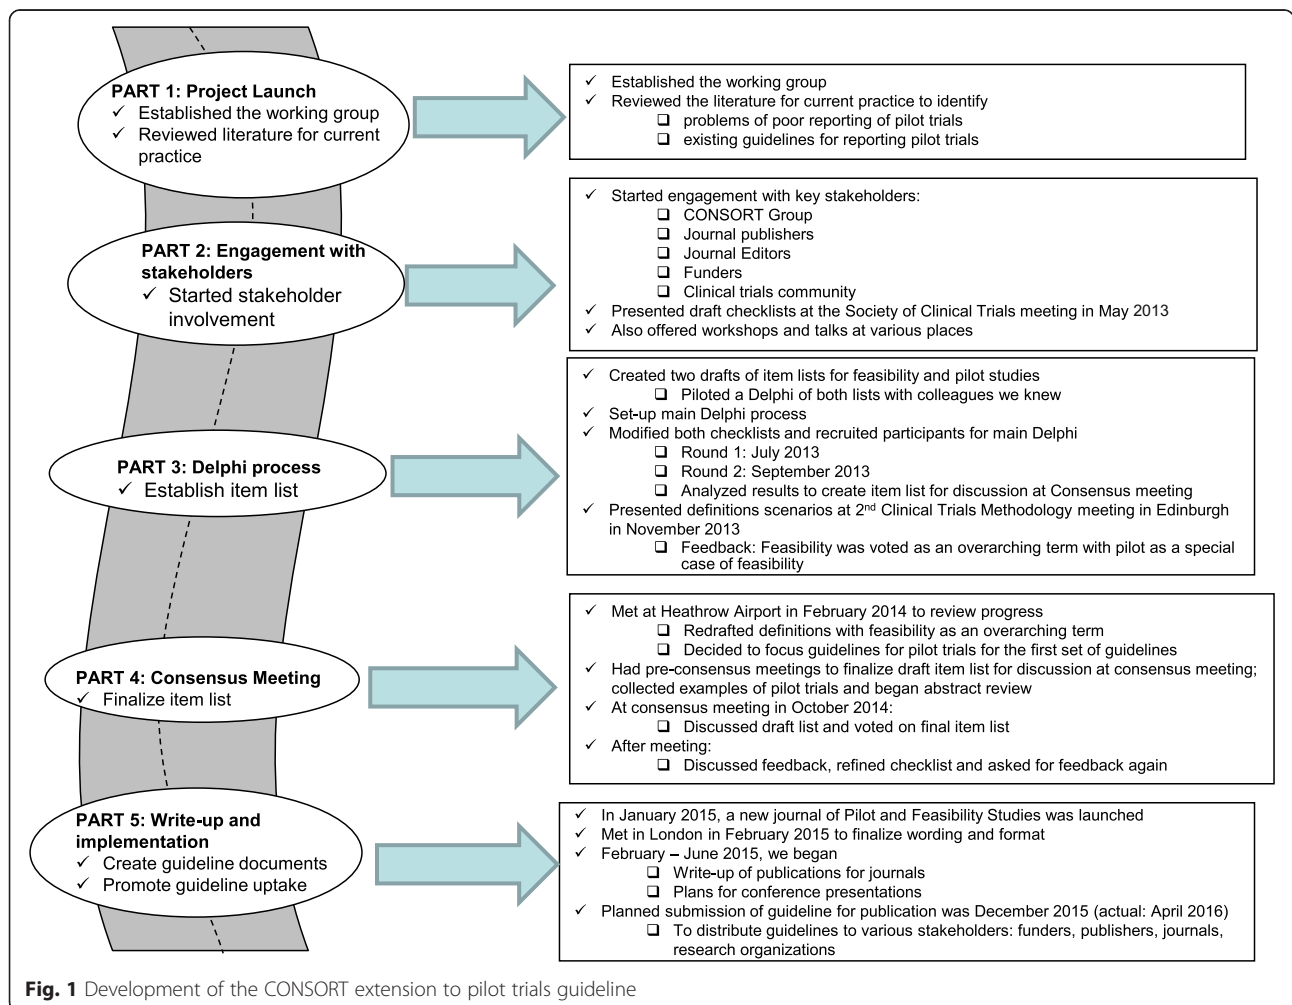 PART 1: Project Launch
✓ Established the working group
✓ Reviewed literature for current
practice
✓ Established the working group
✓ Reviewed the literature for current practice to identify
❑ problems of poor reporting of pilot trials
❑ existing guidelines for reporting pilot trials
PART 2: Engagement with
stakeholders
✓ Started stakeholder
involvement
✓ Started engagement with key stakeholders:
❑ CONSORT Group
❑ Journal publishers
❑ Journal Editors
❑ Funders
❑ Clinical trials community
✓ Presented draft checklists at the Society of Clinical Trials meeting in May 2013
✓ Also offered workshops and talks at various places
PART 3: Delphi process
✓ Establish item list
✓ Created two drafts of item lists for feasibility and pilot studies
❑ Piloted a Delphi of both lists with colleagues we knew
✓ Set-up main Delphi process
✓ Modified both checklists and recruited participants for main Delphi
❑ Round 1: July 2013
❑ Round 2: September 2013
❑ Analyzed results to create item list for discussion at Consensus meeting
✓ Presented definitions scenarios at 2nd Clinical Trials Methodology meeting in Edinburgh
in November 2013
❑ Feedback: Feasibility was voted as an overarching term with pilot as a special
case of feasibility
PART 4: Consensus Meeting
✓ Finalize item list
✓ Met at Heathrow Airport in February 2014 to review progress
❑ Redrafted definitions with feasibility as an overarching term
❑ Decided to focus guidelines for pilot trials for the first set of guidelines
✓ Had pre-consensus meetings to finalize draft item list for discussion at consensus meeting;
collected examples of pilot trials and began abstract review
✓ At consensus meeting in October 2014:
❑ Discussed draft list and voted on final item list
✓ After meeting:
❑ Discussed feedback, refined checklist and asked for feedback again
PART 5: Write-up and
implementation
✓ Create guideline documents
✓ Promote guideline uptake
✓ In January 2015, a new journal of Pilot and Feasibility Studies was launched
✓ Met in London in February 2015 to finalize wording and format
✓ February – June 2015, we began
❑ Write-up of publications for journals
❑ Plans for conference presentations
✓ Planned submission of guideline for publication was December 2015 (actual: April 2016)
❑ To distribute guidelines to various stakeholders: funders, publishers, journals,
research organizations
Fig. 1 Development of the CONSORT extension to pilot trials guideline